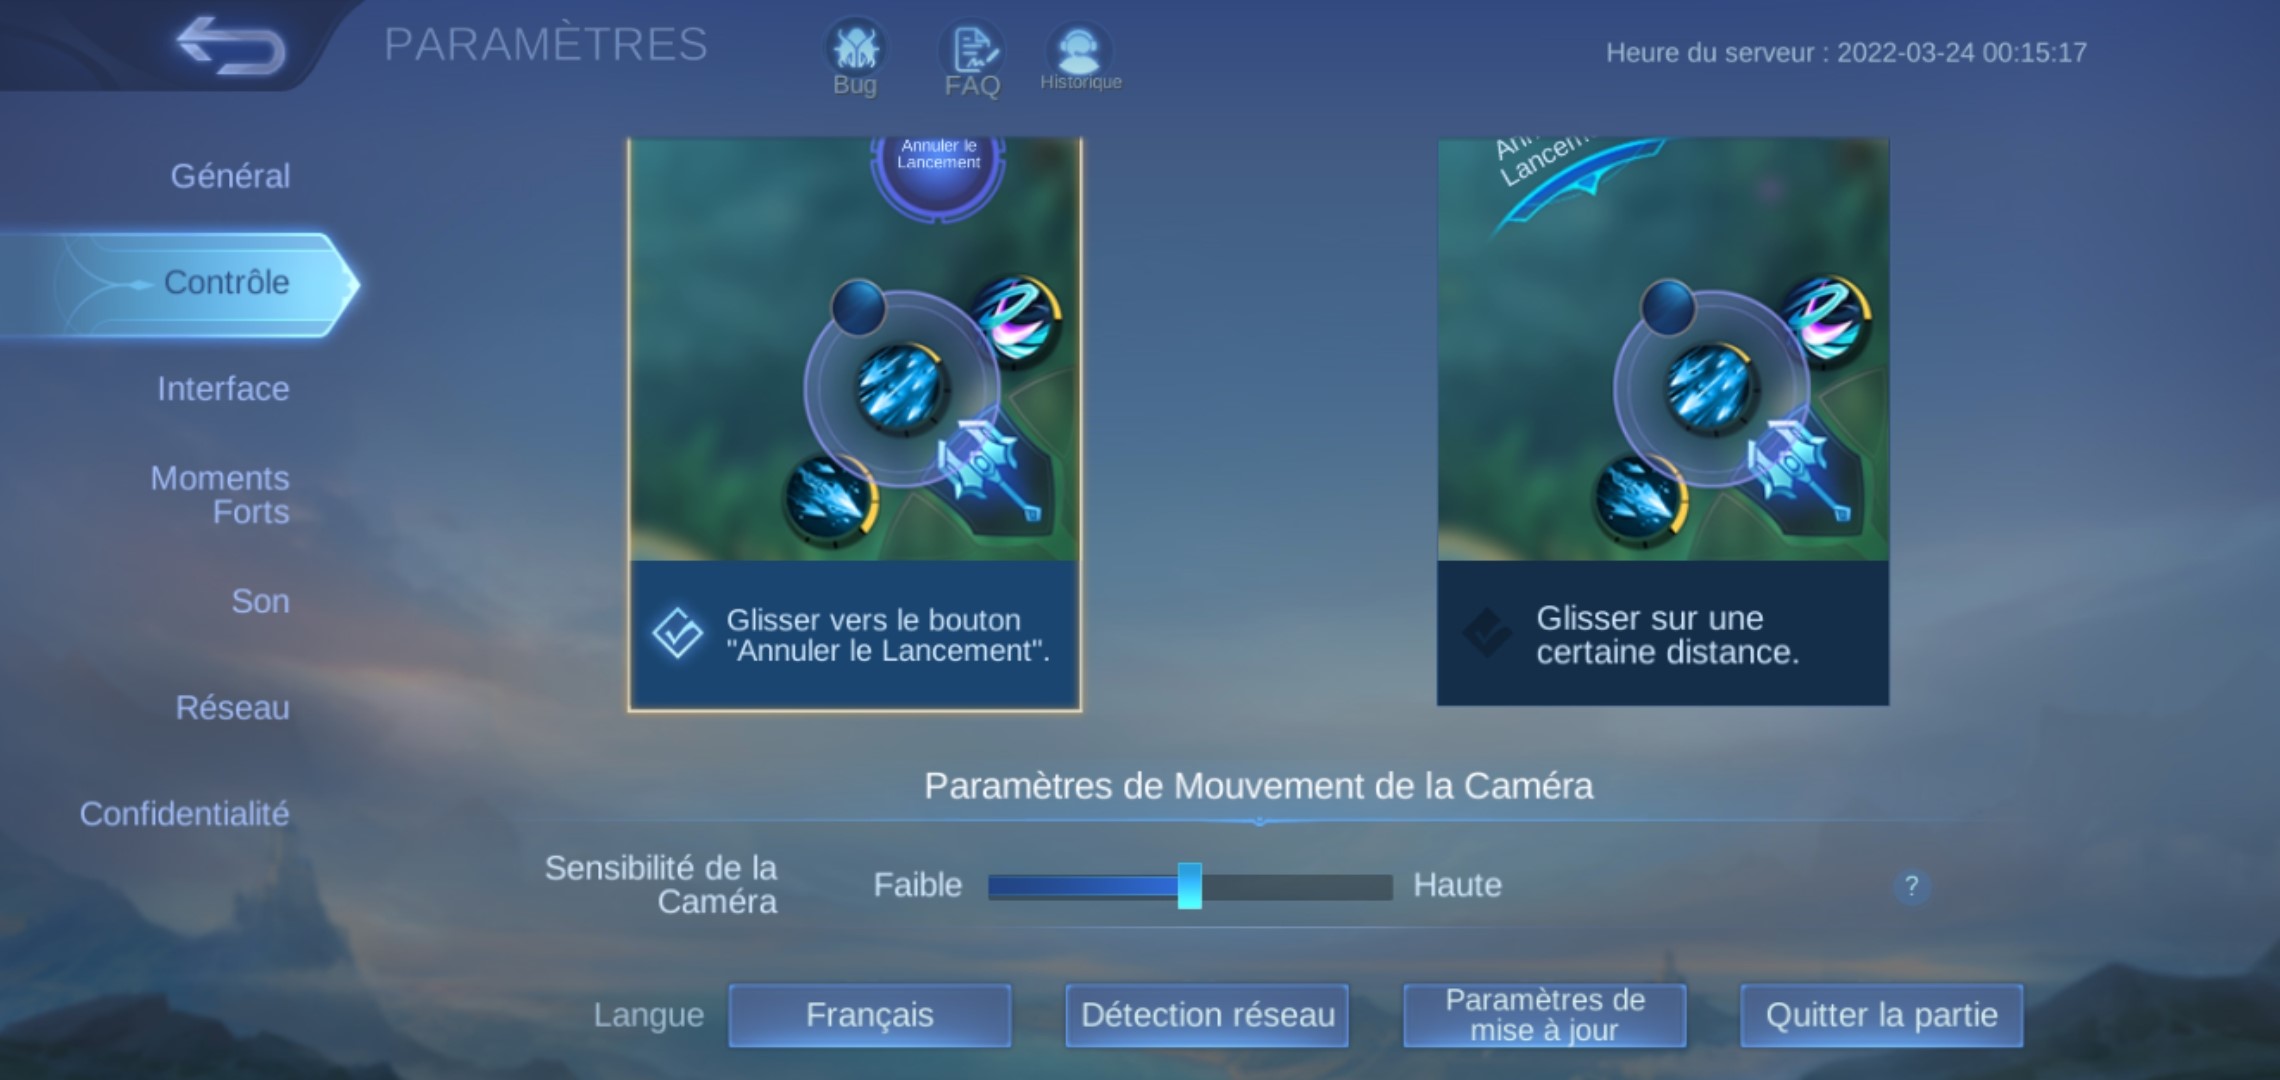 PARAMÈTRES
Bug
FAQ
Historique
Heure du serveur : 2022-03-24 00:15:17
Général
Contrôle
Interface
Moments
Forts
Son
Réseau
Confidentialité
Annuler le
Lancement
Glisser vers le bouton
"Annuler le Lancement".
Glisser sur une
certaine distance.
Paramètres de Mouvement de la Caméra
Sensibilité de la
Caméra
Faible
Haute
?
Langue
Français
Détection réseau
Paramètres de
mise à jour
Quitter la partie